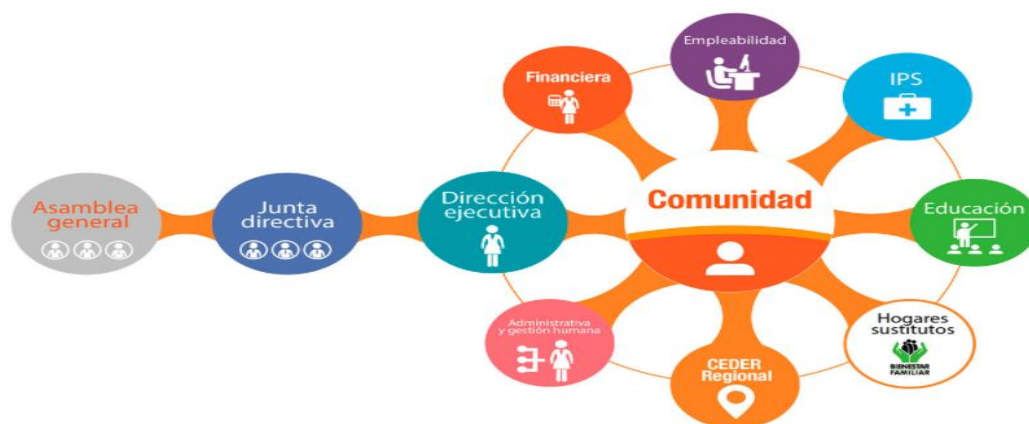 Asamblea
general
Junta
directiva
Dirección
ejecutiva
Financiera
Empleabilidad
IPS
Comunidad
Educación
Hogares
sustitutos
BIENESTAR
FAMILIAR
CEDER
Regional
Administrativa
y gestión humana